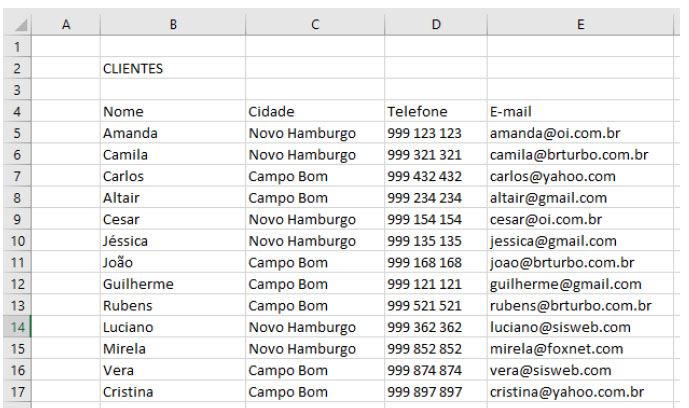 A B C D E
1
2 CLIENTES
3
4 Nome Cidade Telefone E-mail
5 Amanda Novo Hamburgo 999 123 123 amanda@oi.com.br
6 Camila Novo Hamburgo 999 321 321 camila@brturbo.com.br
7 Carlos Campo Bom 999 432 432 carlos@yahoo.com
8 Altair Campo Bom 999 234 234 altair@gmail.com
9 Cesar Novo Hamburgo 999 154 154 cesar@oi.com.br
10 Jéssica Novo Hamburgo 999 135 135 jessica@gmail.com
11 João Campo Bom 999 168 168 joao@brturbo.com.br
12 Guilherme Campo Bom 999 121 121 guilherme@gmail.com
13 Rubens Campo Bom 999 521 521 rubens@brturbo.com.br
14 Luciano Novo Hamburgo 999 362 362 luciano@sisweb.com
15 Mirela Novo Hamburgo 999 852 852 mirela@foxnet.com
16 Vera Campo Bom 999 874 874 vera@sisweb.com
17 Cristina Campo Bom 999 897 897 cristina@yahoo.com.br